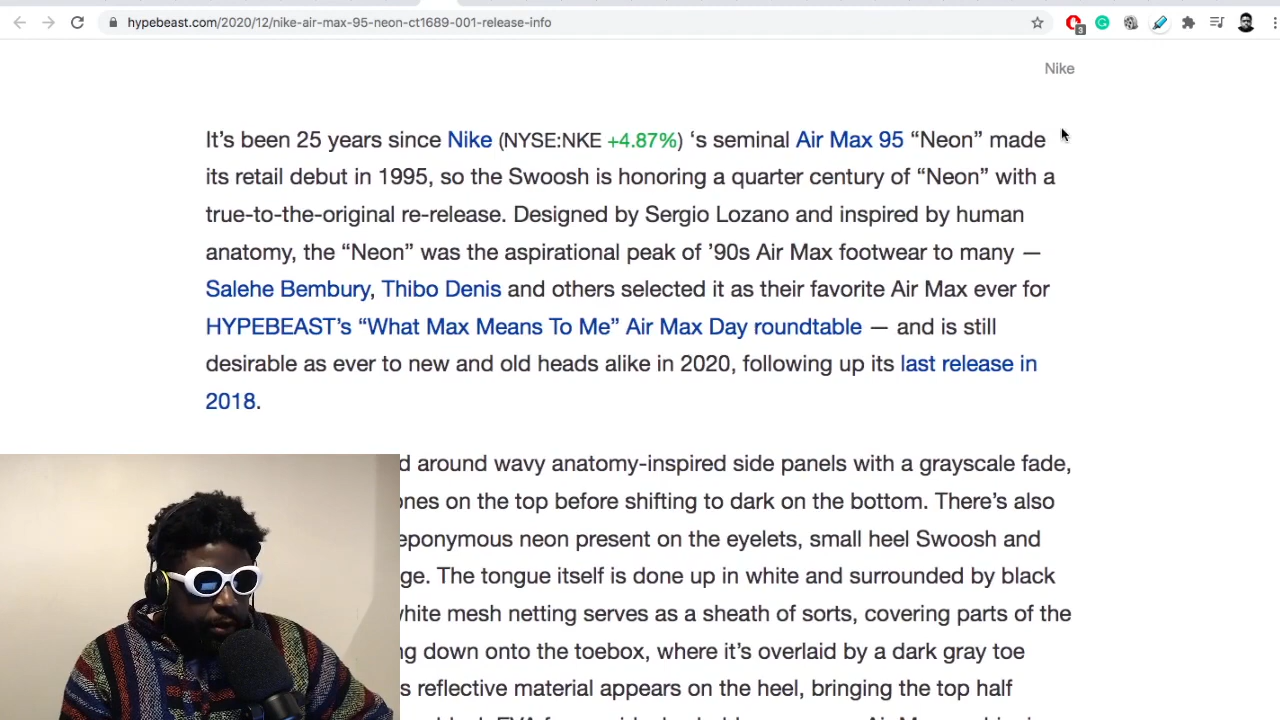 hypebeast.com/2020/12/nike-air-max-95-neon-ct1689-001-release-info
3
Nike
It’s been 25 years since Nike (NYSE:NKE +4.87%) ‘s seminal Air Max 95 “Neon” made
its retail debut in 1995, so the Swoosh is honoring a quarter century of “Neon” with a
true-to-the-original re-release. Designed by Sergio Lozano and inspired by human
anatomy, the “Neon” was the aspirational peak of ’90s Air Max footwear to many —
Salehe Bembury, Thibo Denis and others selected it as their favorite Air Max ever for
HYPEBEAST’s “What Max Means To Me” Air Max Day roundtable — and is still
desirable as ever to new and old heads alike in 2020, following up its last release in
2018.
d around wavy anatomy-inspired side panels with a grayscale fade,
ones on the top before shifting to dark on the bottom. There’s also
eponymous neon present on the eyelets, small heel Swoosh and
ge. The tongue itself is done up in white and surrounded by black
white mesh netting serves as a sheath of sorts, covering parts of the
ng down onto the toebox, where it’s overlaid by a dark gray toe
s reflective material appears on the heel, bringing the top half